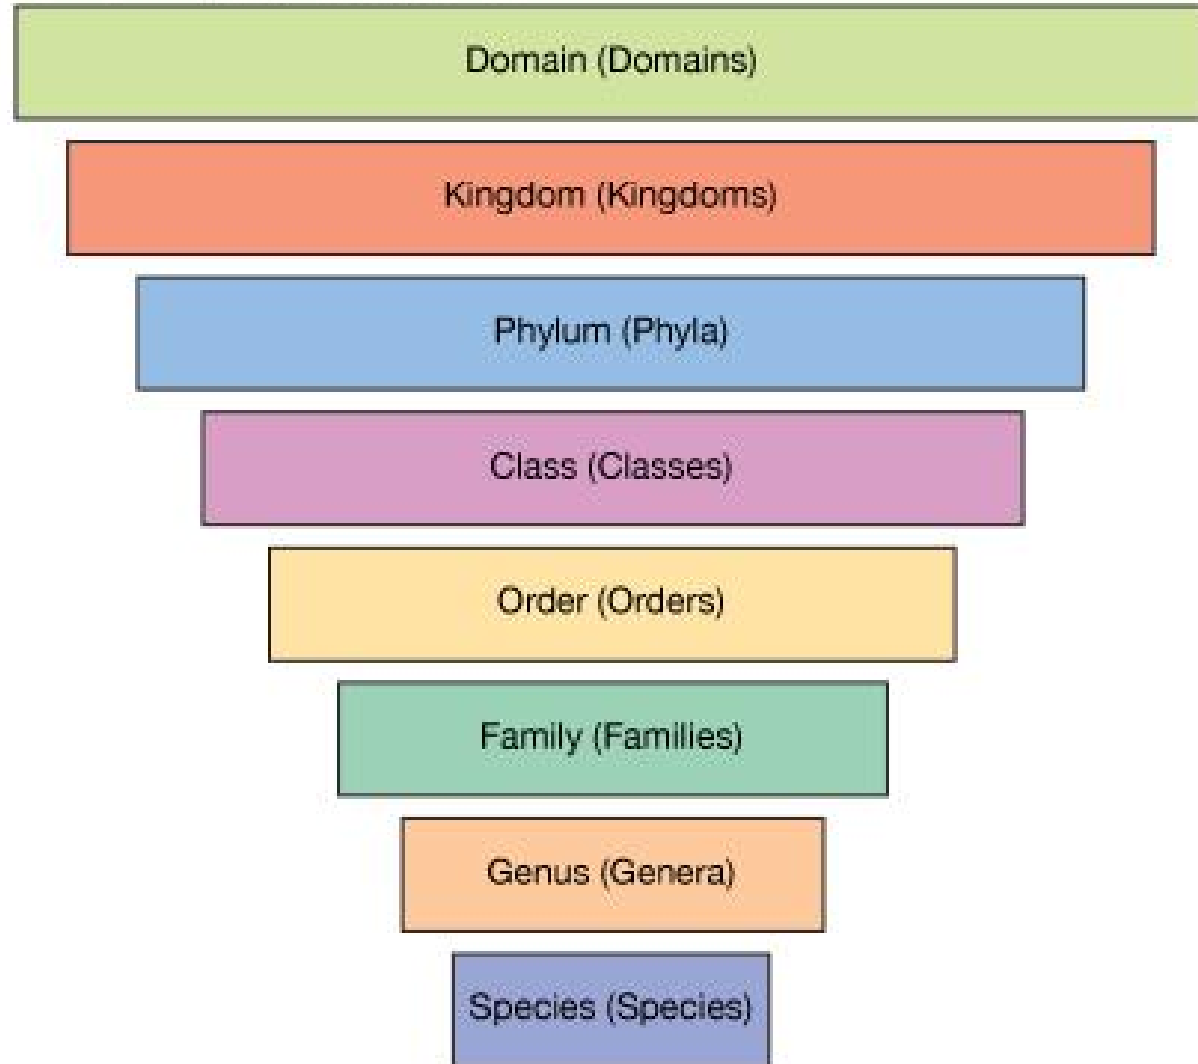 Domain (Domains)
Kingdom (Kingdoms)
Phylum (Phyla)
Class (Classes)
Order (Orders)
Family (Families)
Genus (Genera)
Species (Species)